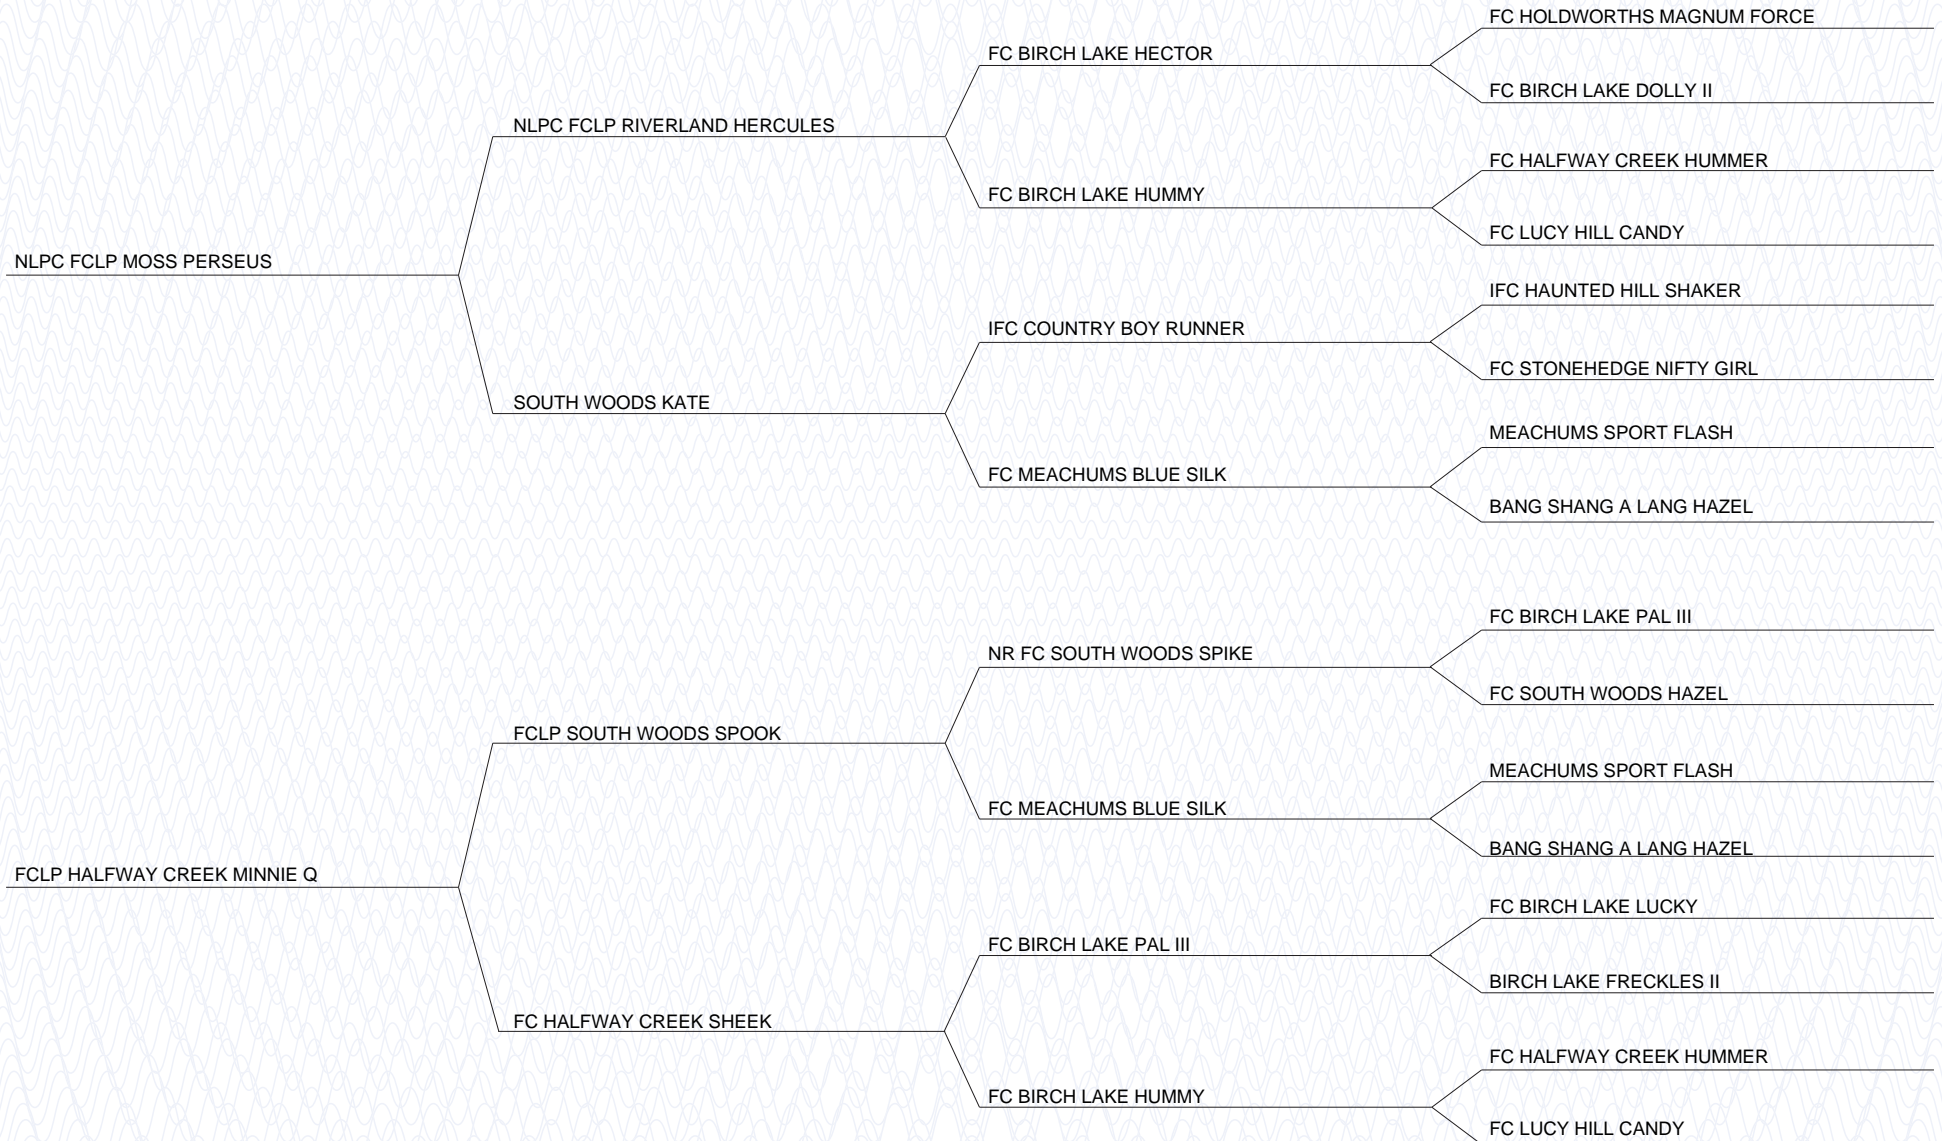 FC HOLDWORTHS MAGNUM FORCE
FC BIRCH LAKE HECTOR
FC BIRCH LAKE DOLLY II
NLPC FCLP RIVERLAND HERCULES
FC HALFWAY CREEK HUMMER
FC BIRCH LAKE HUMMY
FC LUCY HILL CANDY
NLPC FCLP MOSS PERSEUS
IFC HAUNTED HILL SHAKER
IFC COUNTRY BOY RUNNER
FC STONEHEDGE NIFTY GIRL
SOUTH WOODS KATE
MEACHUMS SPORT FLASH
FC MEACHUMS BLUE SILK
BANG SHANG A LANG HAZEL
FC BIRCH LAKE PAL III
NR FC SOUTH WOODS SPIKE
FC SOUTH WOODS HAZEL
FCLP SOUTH WOODS SPOOK
MEACHUMS SPORT FLASH
FC MEACHUMS BLUE SILK
BANG SHANG A LANG HAZEL
FCLP HALFWAY CREEK MINNIE Q
FC BIRCH LAKE LUCKY
FC BIRCH LAKE PAL III
BIRCH LAKE FRECKLES II
FC HALFWAY CREEK SHEEK
FC HALFWAY CREEK HUMMER
FC BIRCH LAKE HUMMY
FC LUCY HILL CANDY